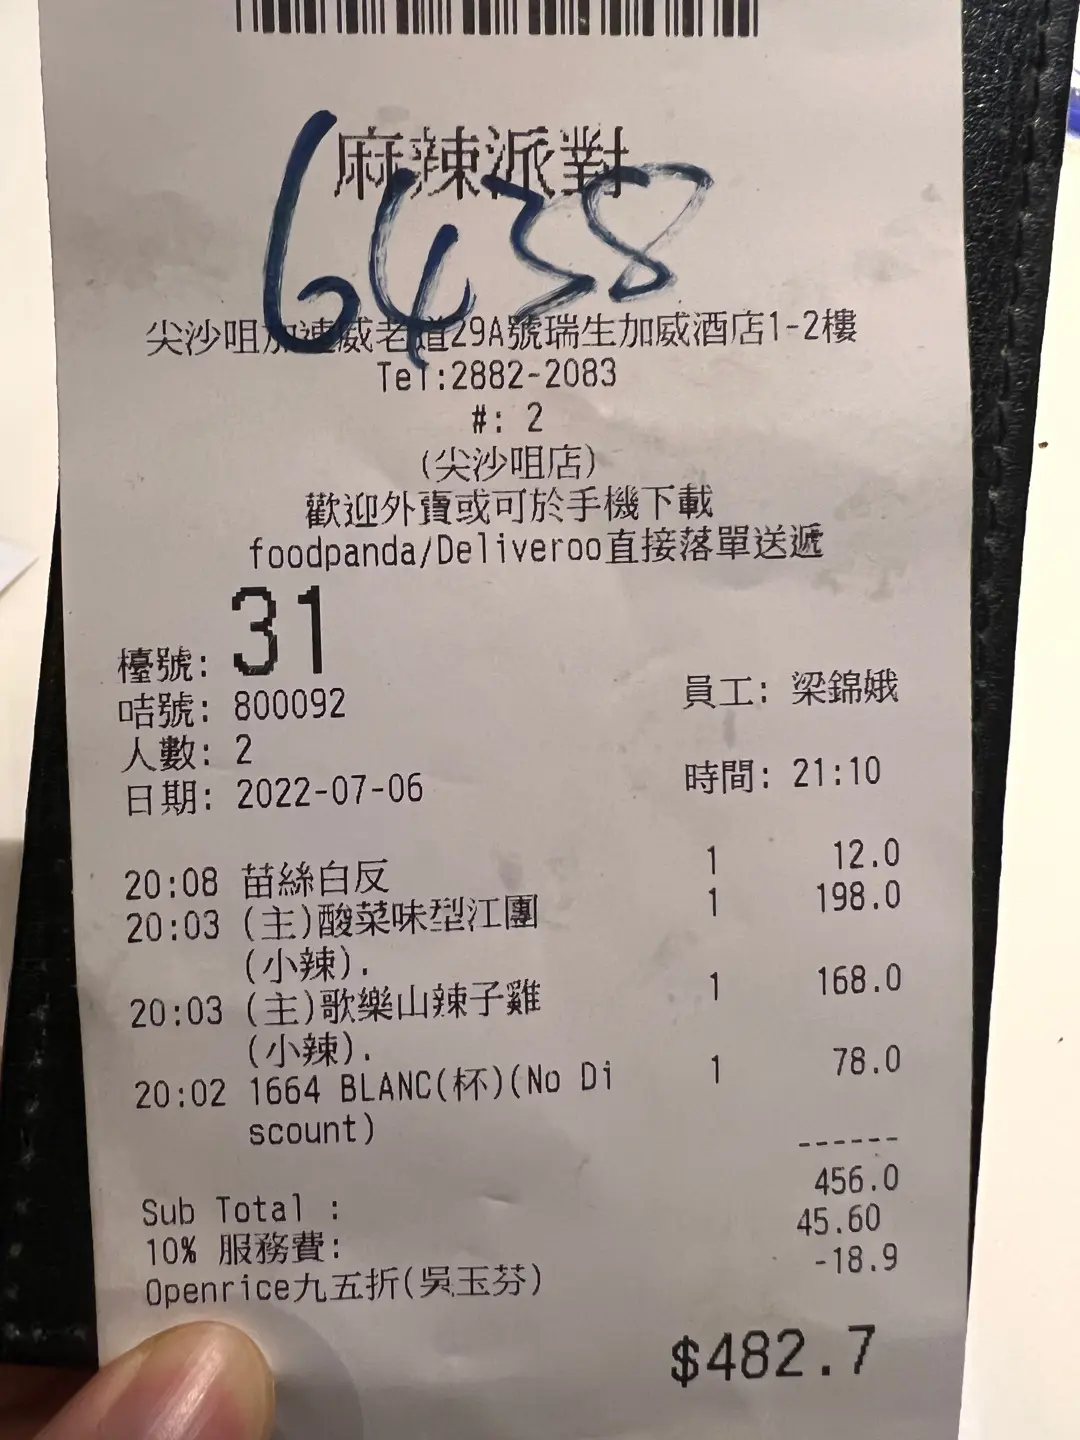 麻辣派對
6438
尖沙咀加連威老道29A號瑞生加威酒店1-2樓
Tel:2882-2083
#: 2
(尖沙咀店)
歡迎外賣或可於手機下載
foodpanda/Deliveroo直接落單送遞
檯號: 31
咭號: 800092 員工: 梁錦娥
人數: 2
日期: 2022-07-06 時間: 21:10
20:08 苗絲白反 1 12.0
20:03 (主)酸菜味型江團 1 198.0
(小辣).
20:03 (主)歌樂山辣子雞 1 168.0
(小辣).
20:02 1664 BLANC(杯)(No Di 1 78.0
scount)
------
Sub Total : 456.0
10% 服務費: 45.60
Openrice九五折(吳玉芬) -18.9
$482.7